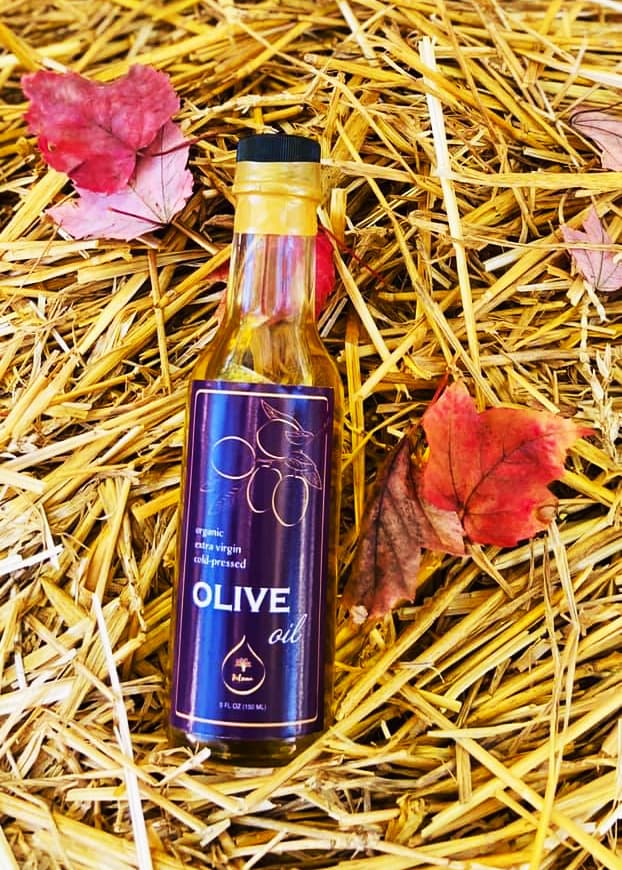 organic
extra virgin
cold-pressed
OLIVE
oil
5 FL OZ (150 ML)